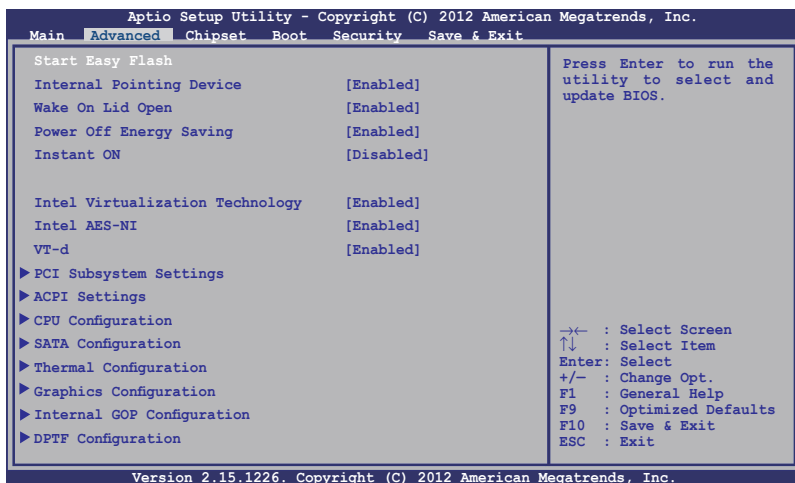 Aptio Setup Utility - Copyright (C) 2012 American Megatrends, Inc.
Main Advanced Chipset Boot Security Save & Exit
Start Easy Flash
Internal Pointing Device [Enabled]
Wake On Lid Open [Enabled]
Power Off Energy Saving [Enabled]
Instant ON [Disabled]
Intel Virtualization Technology [Enabled]
Intel AES-NI [Enabled]
VT-d [Enabled]
PCI Subsystem Settings
ACPI Settings
CPU Configuration
SATA Configuration
Thermal Configuration
Graphics Configuration
Internal GOP Configuration
DPTF Configuration
Press Enter to run the
utility to select and
update BIOS.
→← : Select Screen
↑↓ : Select Item
Enter: Select
+/— : Change Opt.
F1 : General Help
F9 : Optimized Defaults
F10 : Save & Exit
ESC : Exit
Version 2.15.1226. Copyright (C) 2012 American Megatrends, Inc.